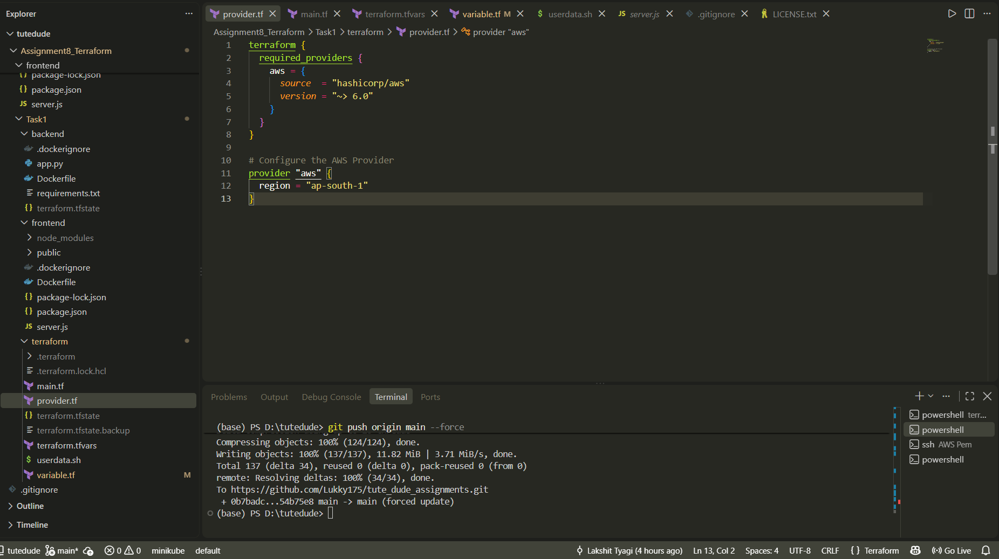 Explorer
tutedude
Assignment8_Terraform
frontend
package-lock.json
package.json
JS server.js
Task1
backend
.dockerignore
app.py
Dockerfile
requirements.txt
terraform.tfstate
frontend
node_modules
public
.dockerignore
Dockerfile
package-lock.json
package.json
JS server.js
terraform
.terraform
.terraform.lock.hcl
main.tf
provider.tf
terraform.tfstate
terraform.tfstate.backup
terraform.tfvars
$ userdata.sh
variable.tf M
.gitignore
Outline
Timeline
provider.tf main.tf terraform.tfvars variable.tf M $ userdata.sh JS server.js .gitignore LICENSE.txt
Assignment8_Terraform > Task1 > terraform > provider.tf > provider "aws"
1 terraform {
2 required_providers {
3 aws = {
4 source = "hashicorp/aws"
5 version = "~> 6.0"
6 }
7 }
8 }
9
10 # Configure the AWS Provider
11 provider "aws" {
12 region = "ap-south-1"
13 }
Problems Output Debug Console Terminal Ports
(base) PS D:\tutedude> git push origin main --force
Compressing objects: 100% (124/124), done.
Writing objects: 100% (137/137), 11.82 MiB | 3.71 MiB/s, done.
Total 137 (delta 34), reused 0 (delta 0), pack-reused 0 (from 0)
remote: Resolving deltas: 100% (34/34), done.
To https://github.com/Lukky175/tute_dude_assignments.git
+ 0b7badc...54b75e8 main -> main (forced update)
(base) PS D:\tutedude>
powershell terr...
powershell
ssh AWS Pem
powershell
tutedude main* 0 0 minikube default Lakshit Tyagi (4 hours ago) Ln 13, Col 2 Spaces: 4 UTF-8 CRLF {} Terraform Go Live